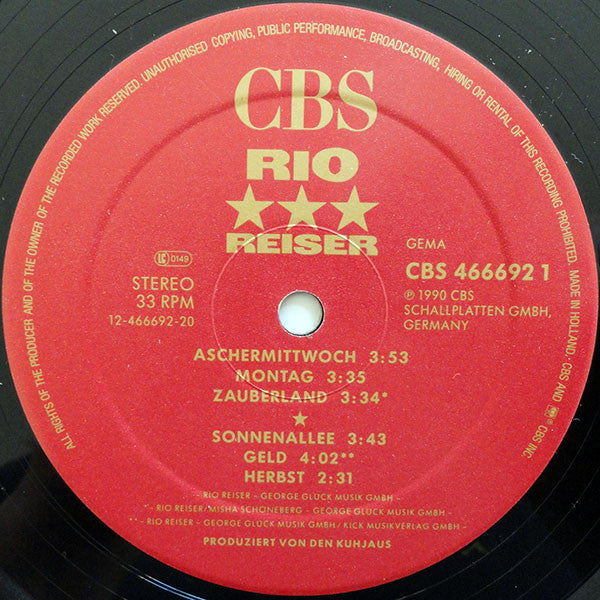 ALL RIGHTS OF THE PRODUCER AND OF THE OWNER OF THE RECORDED WORK RESERVED. UNAUTHORISED COPYING, PUBLIC PERFORMANCE, BROADCASTING, HIRING OR RENTAL OF THIS RECORDING PROHIBITED. MADE IN HOLLAND - CBS AND CBS INC
CBS
RIO
★★★
REISER
LC 0149
STEREO
33 RPM
12-466692-20
GEMA
CBS 466692 1
℗ 1990 CBS
SCHALLPLATTEN GMBH,
GERMANY
ASCHERMITTWOCH 3:53
MONTAG 3:35
ZAUBERLAND 3:34*
★
SONNENALLEE 3:43
GELD 4:02**
HERBST 2:31
RIO REISER – GEORGE GLÜCK MUSIK GMBH –
* – RIO REISER/MISHA SCHÖNEBERG – GEORGE GLÜCK MUSIK GMBH –
** – RIO REISER – GEORGE GLÜCK MUSIK GMBH / KICK MUSIKVERLAG GMBH –
PRODUZIERT VON DEN KUHJAUS